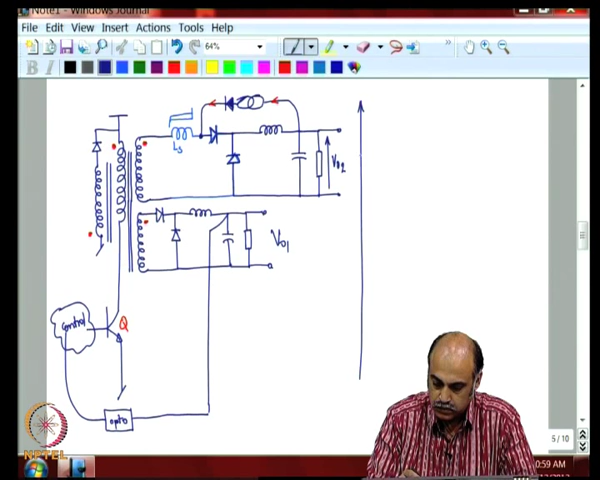 Note1 - Windows Journal
File Edit View Insert Actions Tools Help
64%
B I
Ls
Vo2
Vo1
Control
Q
opto
5 / 10
NPTEL
0:59 AM